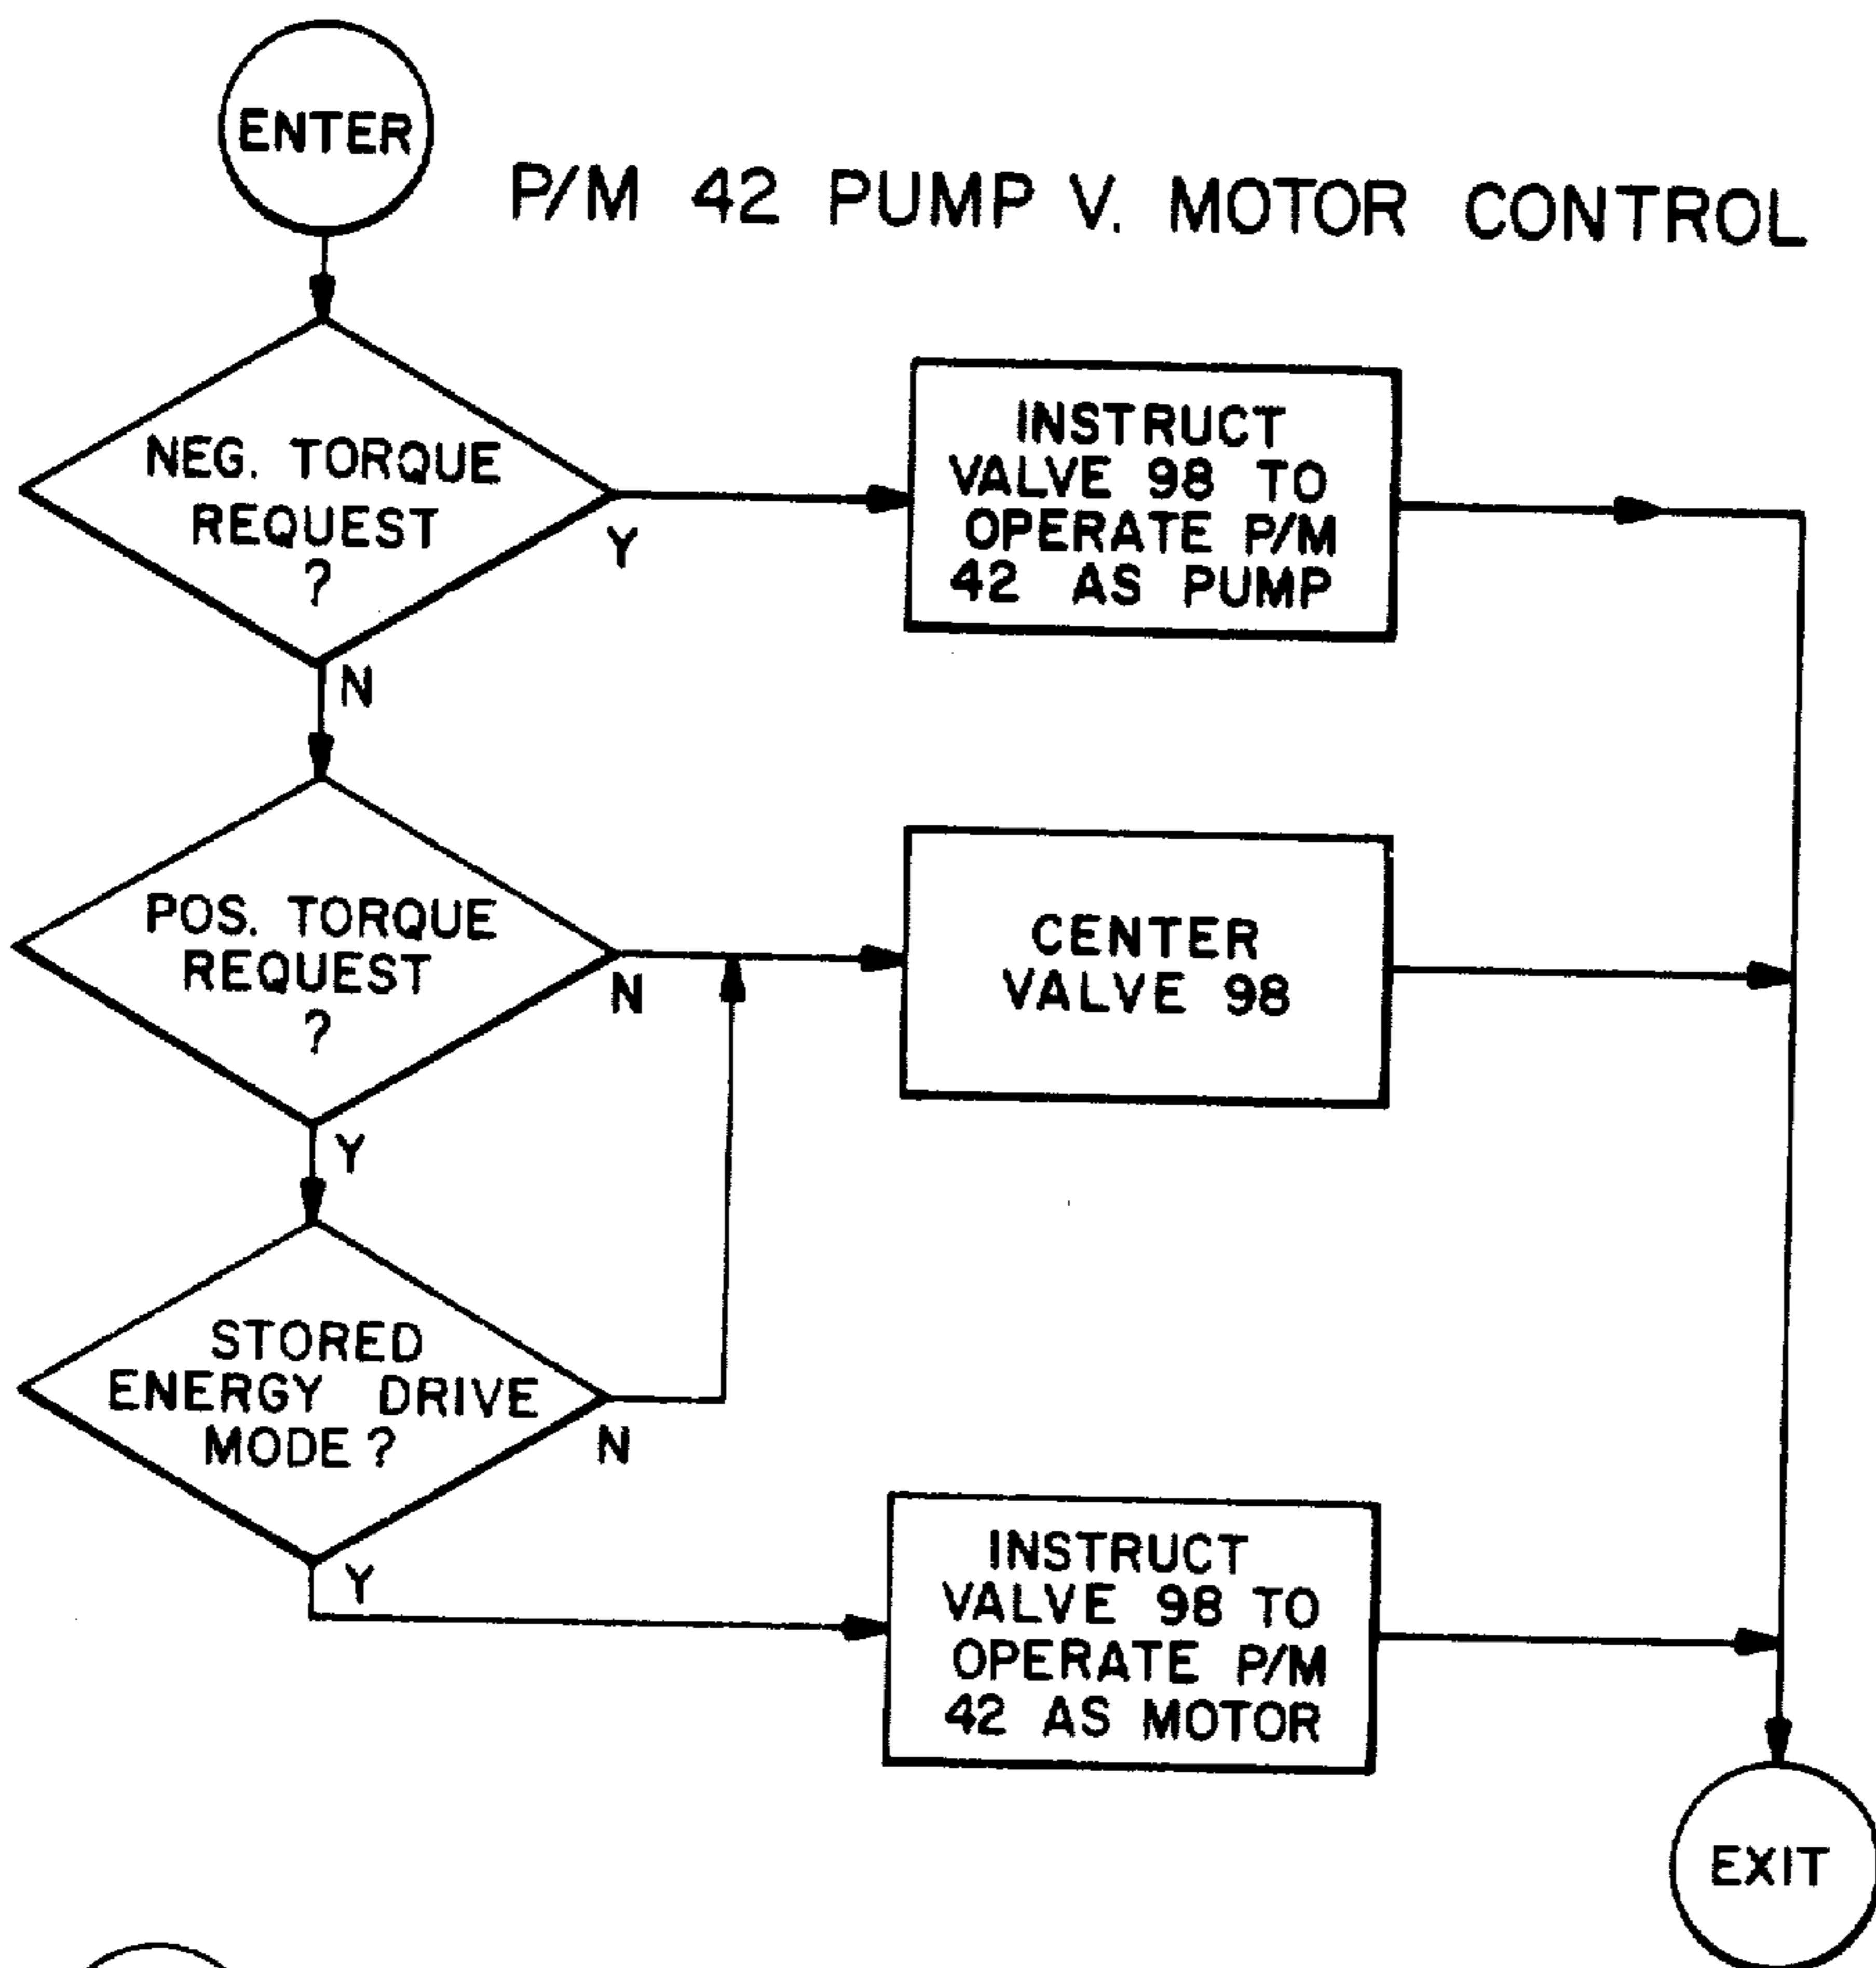 ENTER
P/M 42 PUMP V. MOTOR CONTROL
NEG. TORQUE
REQUEST
?
Y
N
INSTRUCT
VALVE 98 TO
OPERATE P/M
42 AS PUMP
POS. TORQUE
REQUEST
?
N
Y
CENTER
VALVE 98
STORED
ENERGY DRIVE
MODE ?
N
Y
INSTRUCT
VALVE 98 TO
OPERATE P/M
42 AS MOTOR
EXIT